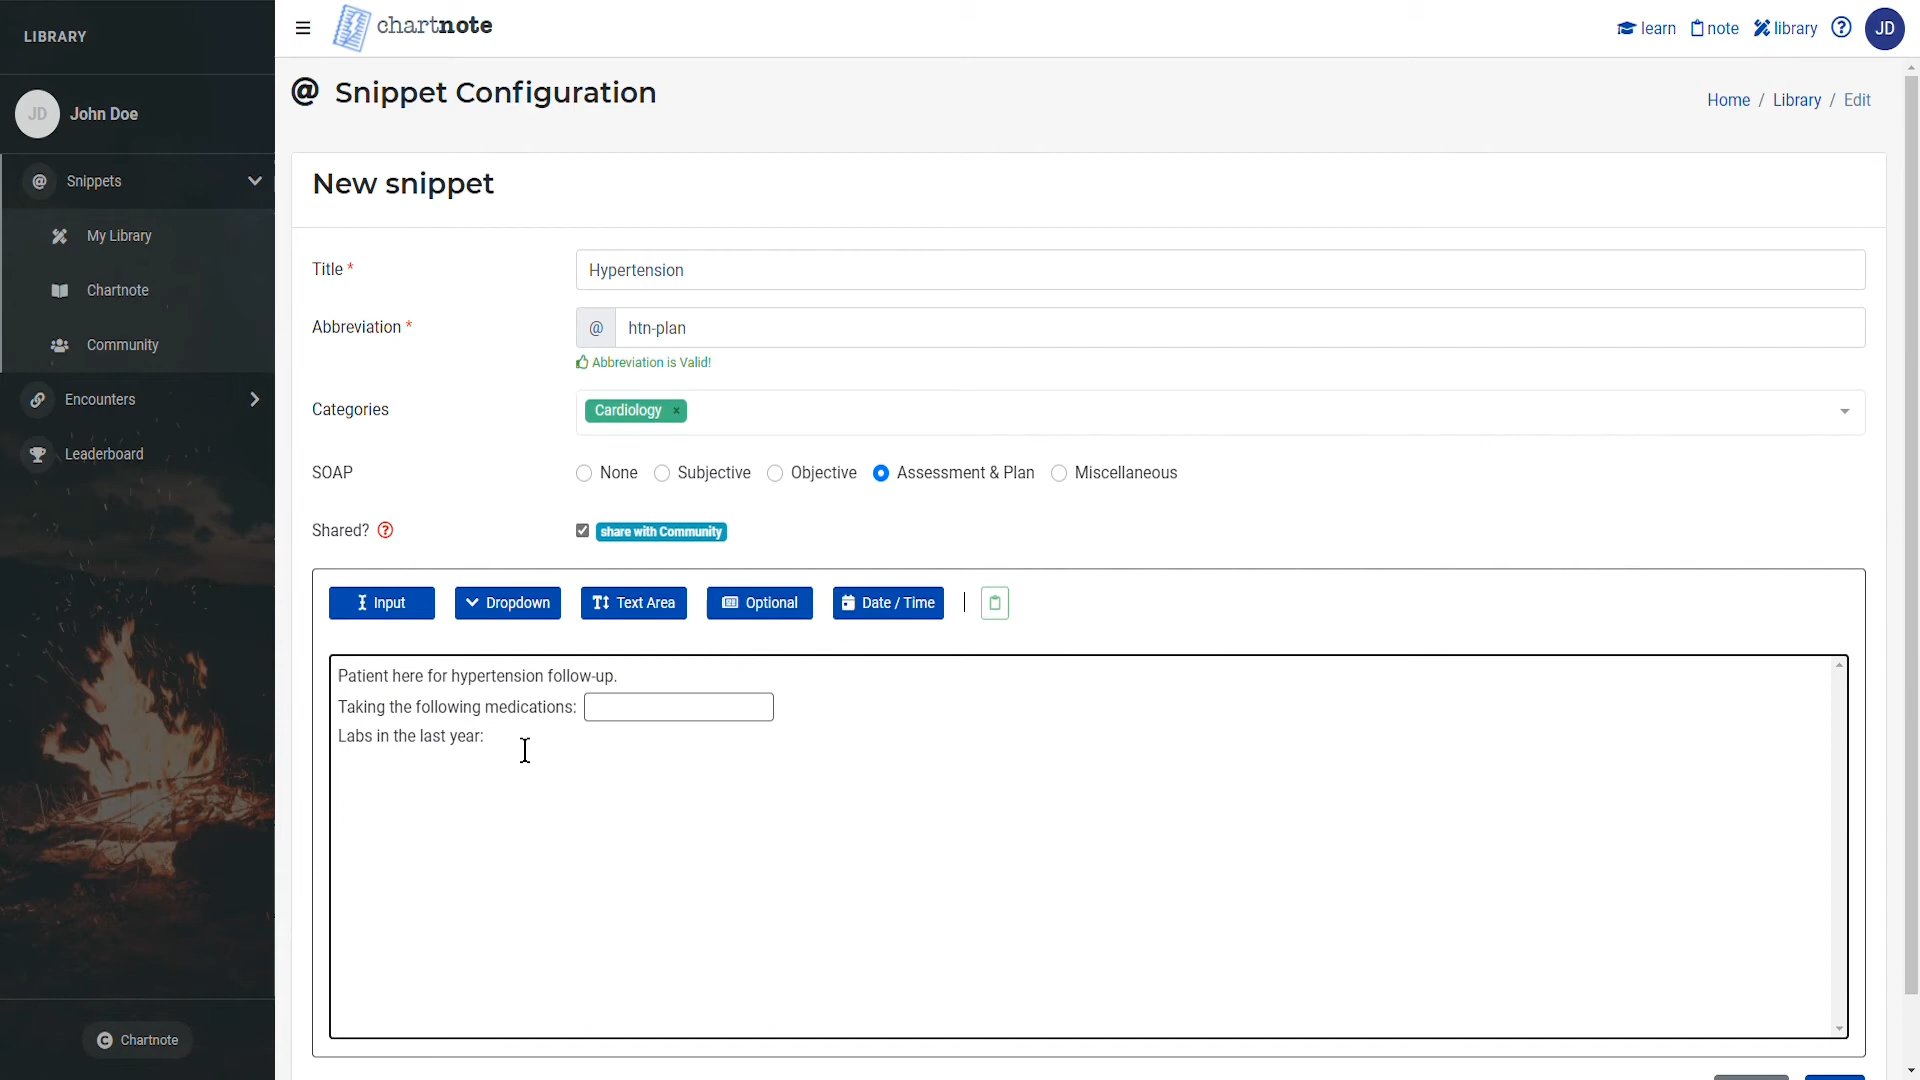 LIBRARY
JD John Doe
@ Snippets
My Library
Chartnote
Community
Encounters
Leaderboard
C Chartnote
chartnote
learn note library ? JD
@ Snippet Configuration
Home / Library / Edit
New snippet
Title * Hypertension
Abbreviation * @ htn-plan
Abbreviation is Valid!
Categories Cardiology ×
SOAP None Subjective Objective Assessment & Plan Miscellaneous
Shared? ? share with Community
Input Dropdown Text Area Optional Date / Time |
Patient here for hypertension follow-up.
Taking the following medications:
Labs in the last year: